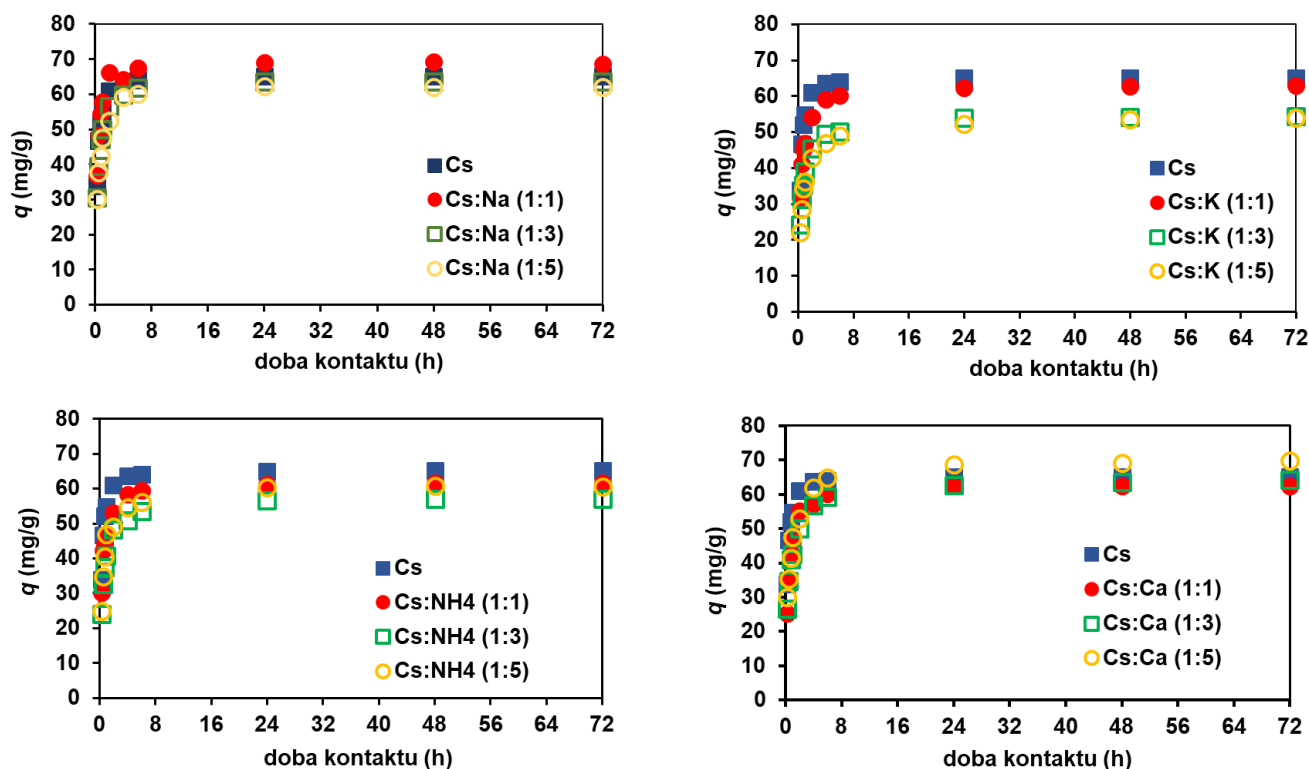 80
70
60
50
40
30
20
10
0
q (mg/g)
Cs
Cs:Na (1:1)
Cs:Na (1:3)
Cs:Na (1:5)
0 8 16 24 32 40 48 56 64 72
doba kontaktu (h)
80
70
60
50
40
30
20
10
0
q (mg/g)
Cs
Cs:K (1:1)
Cs:K (1:3)
Cs:K (1:5)
0 8 16 24 32 40 48 56 64 72
doba kontaktu (h)
80
70
60
50
40
30
20
10
0
q (mg/g)
Cs
Cs:NH4 (1:1)
Cs:NH4 (1:3)
Cs:NH4 (1:5)
0 8 16 24 32 40 48 56 64 72
doba kontaktu (h)
80
70
60
50
40
30
20
10
0
q (mg/g)
Cs
Cs:Ca (1:1)
Cs:Ca (1:3)
Cs:Ca (1:5)
0 8 16 24 32 40 48 56 64 72
doba kontaktu (h)